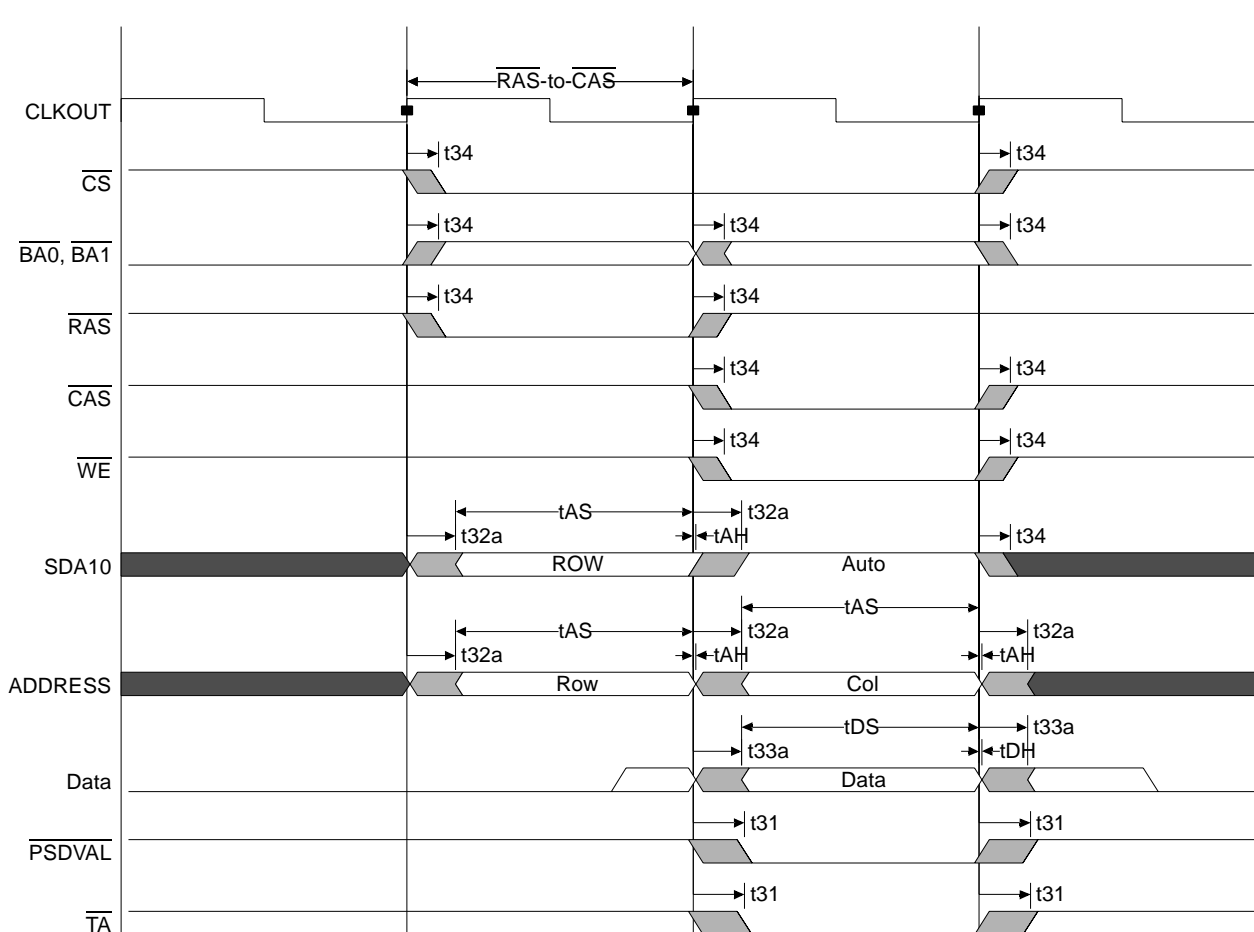 RAS-to-CAS
CLKOUT
t34 t34
CS
t34 t34 t34
BA0, BA1
t34 t34
RAS
t34 t34
CAS
t34 t34
WE
tAS t32a
t32a tAH t34
SDA10 ROW Auto
tAS
tAS t32a t32a
t32a tAH tAH
ADDRESS Row Col
tDS t33a
t33a tDH
Data Data
t31 t31
PSDVAL
t31 t31
TA